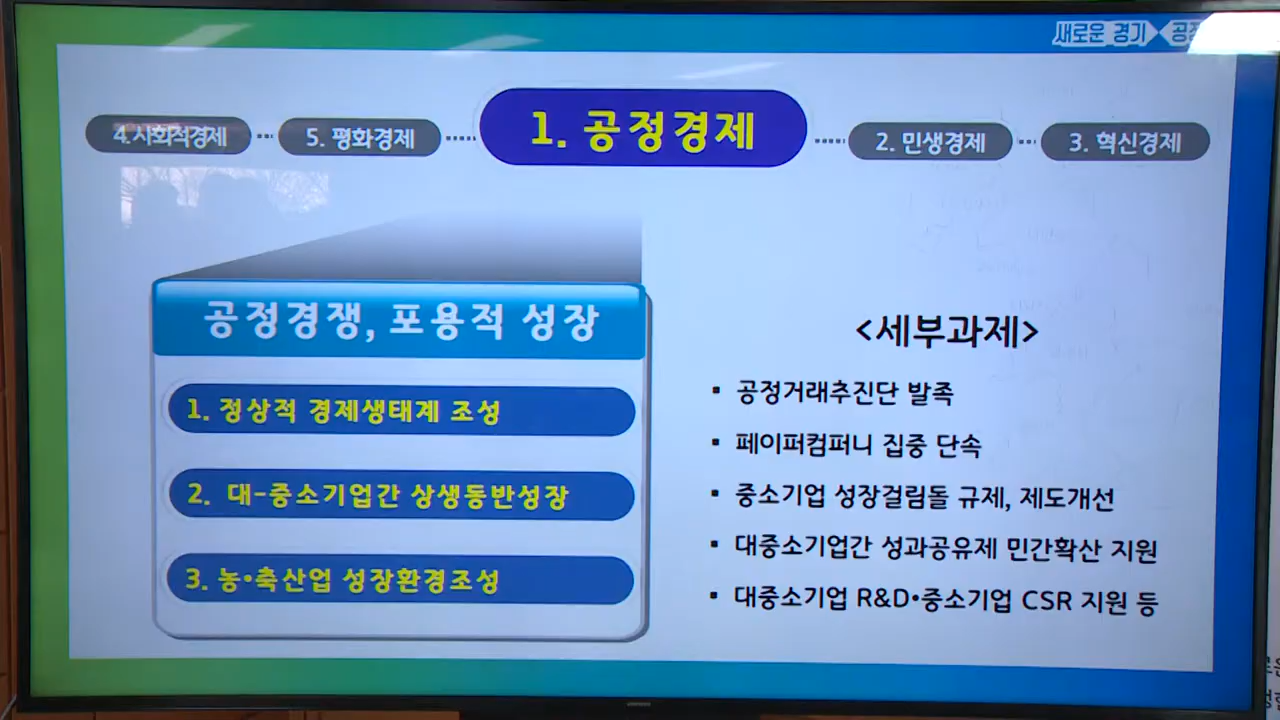 새로운 경기
4.사회적경제
5. 평화경제
1. 공정경제
2. 민생경제
3. 혁신경제
공정경쟁, 포용적 성장
1. 정상적 경제생태계 조성
2. 대-중소기업간 상생동반성장
3. 농·축산업 성장환경조성
<세부과제>
▪ 공정거래추진단 발족
▪ 페이퍼컴퍼니 집중 단속
▪ 중소기업 성장걸림돌 규제, 제도개선
▪ 대중소기업간 성과공유제 민간확산 지원
▪ 대중소기업 R&D·중소기업 CSR 지원 등